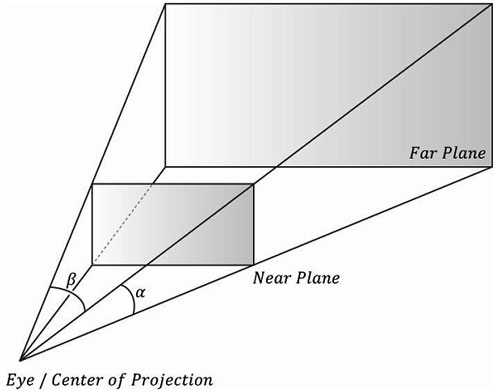 Far Plane
Near Plane
β
α
Eye / Center of Projection